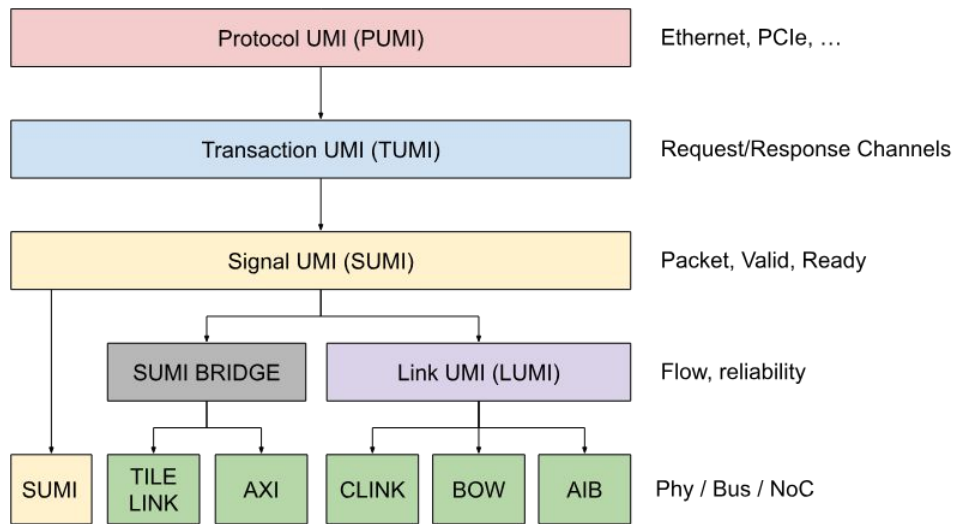 Protocol UMI (PUMI)
Ethernet, PCIe, …
Transaction UMI (TUMI)
Request/Response Channels
Signal UMI (SUMI)
Packet, Valid, Ready
SUMI BRIDGE
Link UMI (LUMI)
Flow, reliability
SUMI
TILE
LINK
AXI
CLINK
BOW
AIB
Phy / Bus / NoC